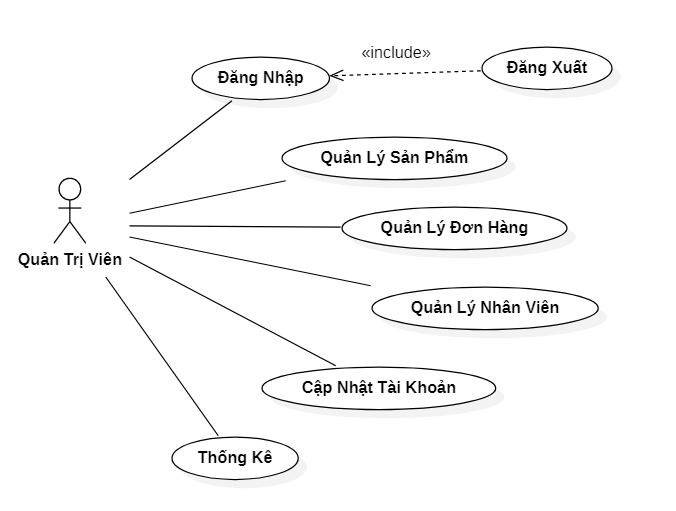 «include»
Đăng Nhập
Đăng Xuất
Quản Lý Sản Phẩm
Quản Lý Đơn Hàng
Quản Trị Viên
Quản Lý Nhân Viên
Cập Nhật Tài Khoản
Thống Kê